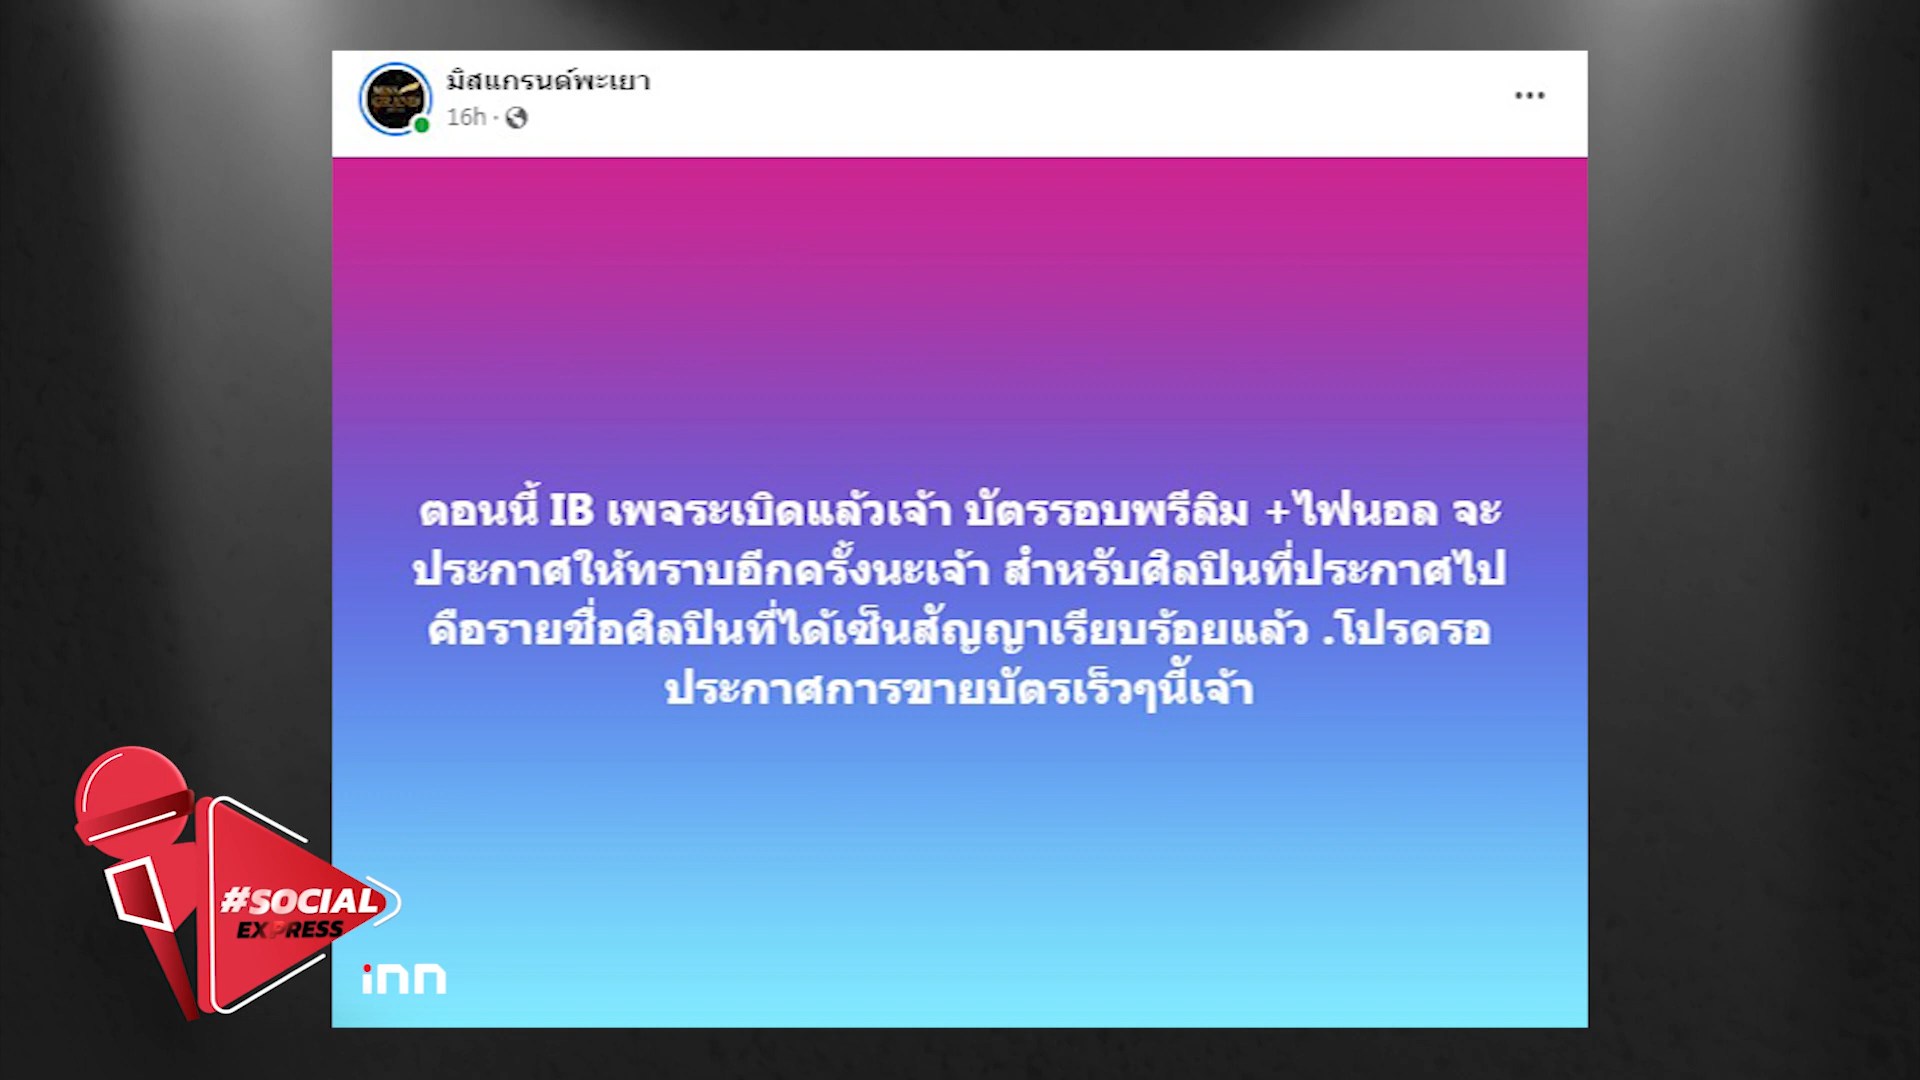 มิสแกรนด์พะเยา
16h ·
MISS
GRAND
ตอนนี้ IB เพจระเบิดแล้วเจ้า บัตรรอบพรีลิม +ไฟนอล จะ
ประกาศให้ทราบอีกครั้งนะเจ้า สำหรับศิลปินที่ประกาศไป
คือรายชื่อศิลปินที่ได้เซ็นสัญญาเรียบร้อยแล้ว .โปรดรอ
ประกาศการขายบัตรเร็วๆนี้เจ้า
#SOCIAL
EXPRESS
inn